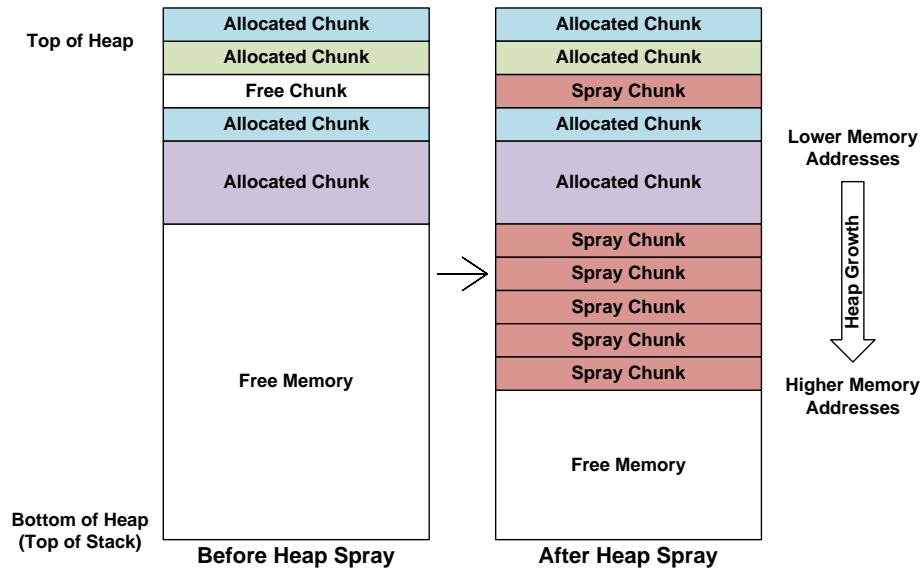 Top of Heap
Allocated Chunk
Allocated Chunk
Free Chunk
Allocated Chunk
Allocated Chunk
Free Memory
Bottom of Heap
(Top of Stack)
Before Heap Spray
Allocated Chunk
Allocated Chunk
Spray Chunk
Allocated Chunk
Allocated Chunk
Spray Chunk
Spray Chunk
Spray Chunk
Spray Chunk
Spray Chunk
Free Memory
After Heap Spray
Lower Memory
Addresses
Heap Growth
Higher Memory
Addresses